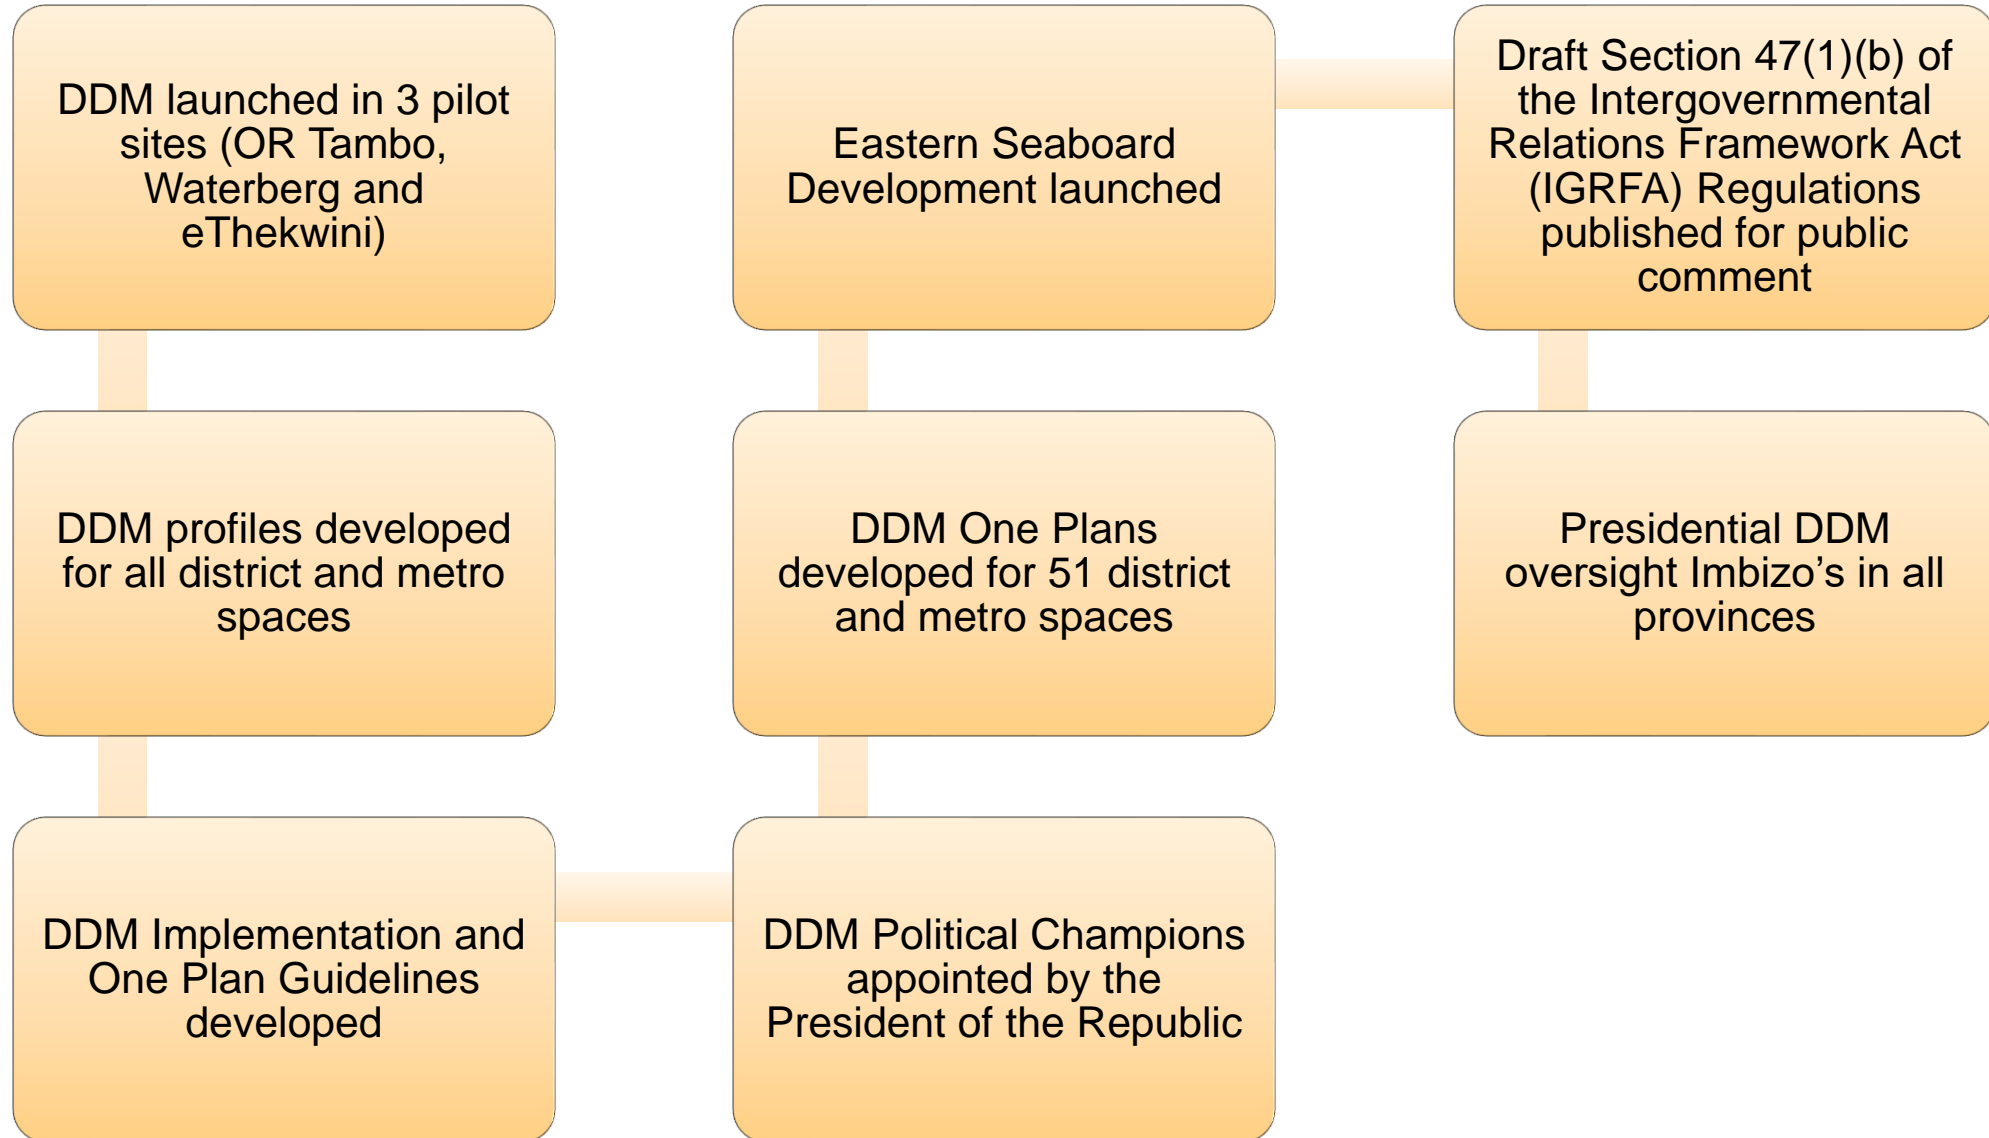 DDM launched in 3 pilot
sites (OR Tambo,
Waterberg and
eThekwini)
DDM profiles developed
for all district and metro
spaces
DDM Implementation and
One Plan Guidelines
developed
DDM Political Champions
appointed by the
President of the Republic
DDM One Plans
developed for 51 district
and metro spaces
Eastern Seaboard
Development launched
Draft Section 47(1)(b) of
the Intergovernmental
Relations Framework Act
(IGRFA) Regulations
published for public
comment
Presidential DDM
oversight Imbizo’s in all
provinces